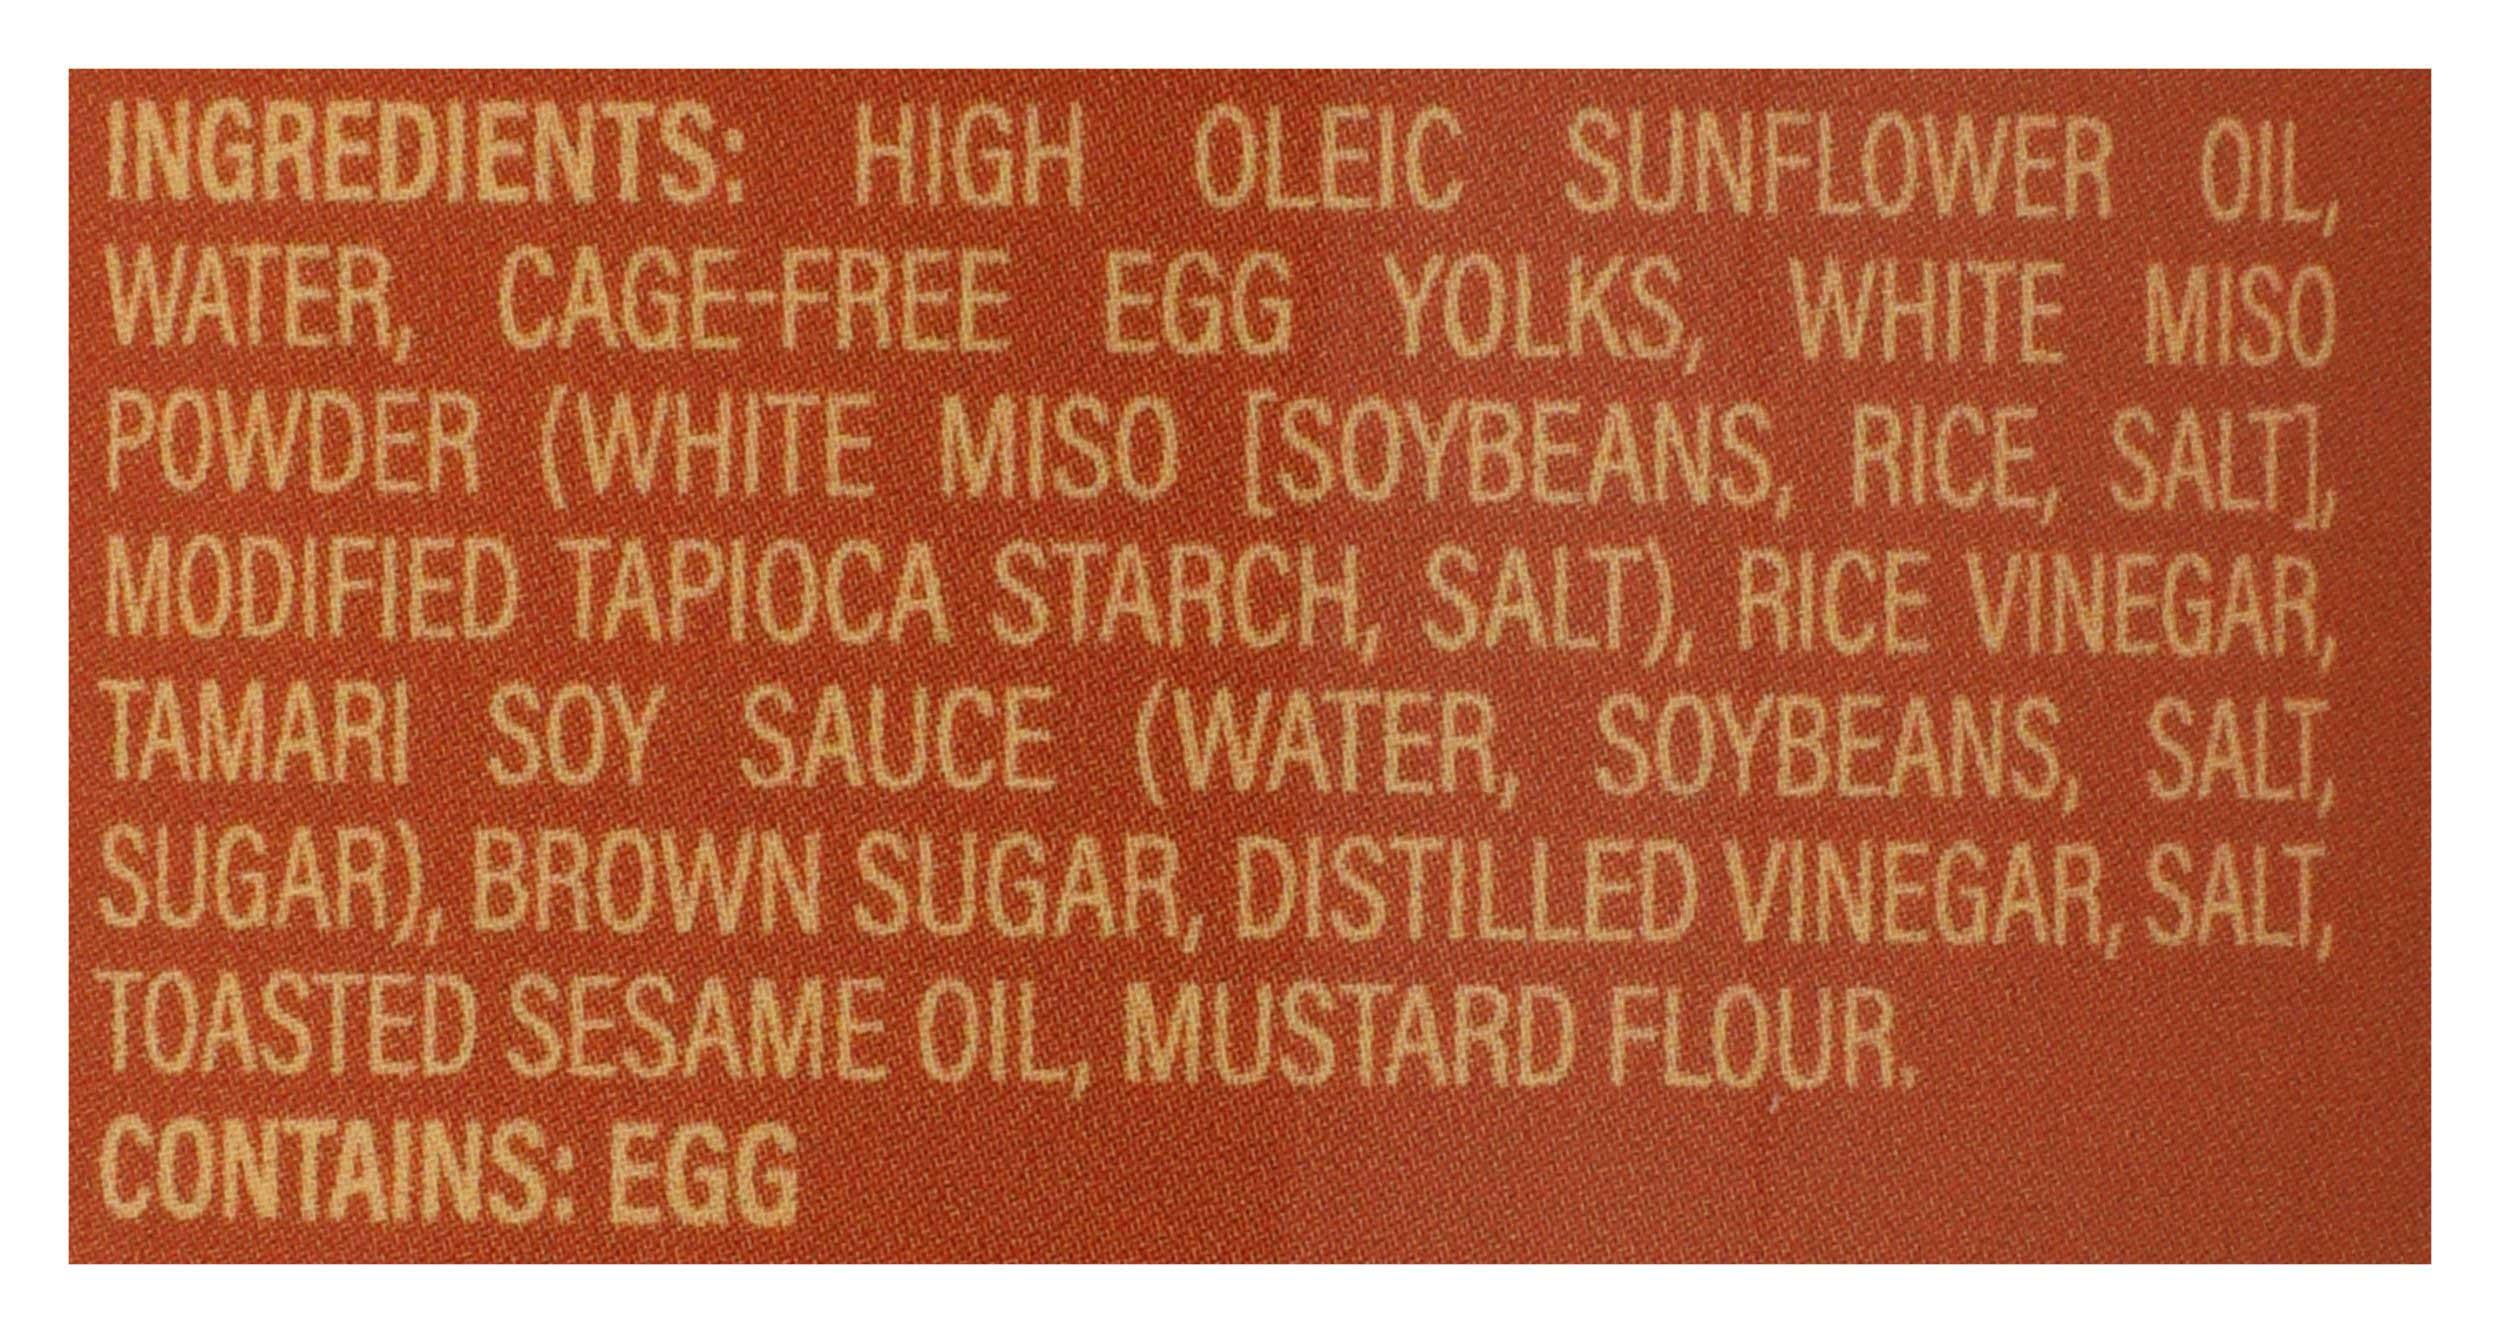 INGREDIENTS: HIGH OLEIC SUNFLOWER OIL,
WATER, CAGE-FREE EGG YOLKS, WHITE MISO
POWDER (WHITE MISO [SOYBEANS, RICE, SALT],
MODIFIED TAPIOCA STARCH, SALT), RICE VINEGAR,
TAMARI SOY SAUCE (WATER, SOYBEANS, SALT,
SUGAR), BROWN SUGAR, DISTILLED VINEGAR, SALT,
TOASTED SESAME OIL, MUSTARD FLOUR.
CONTAINS: EGG